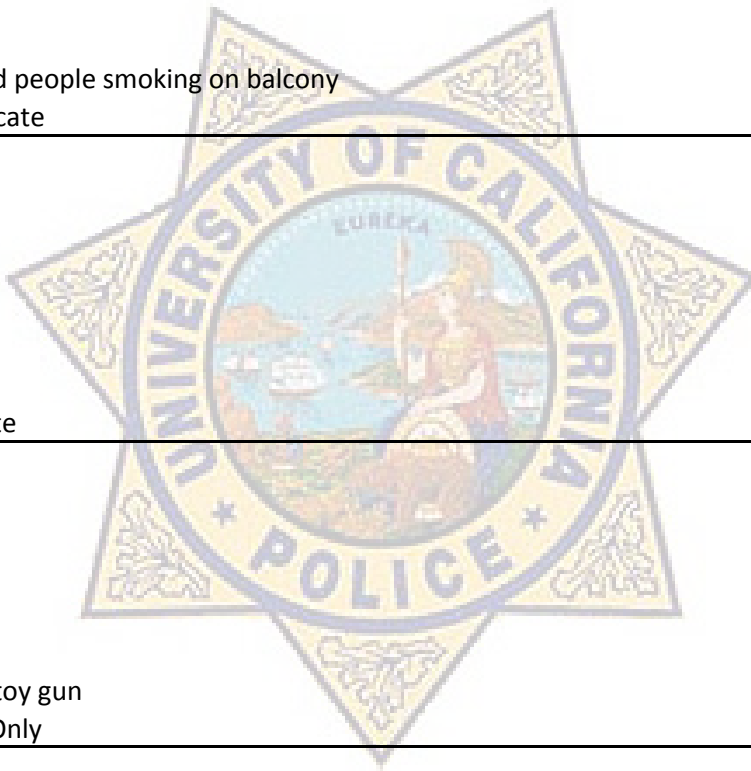 d people smoking on balcony
cate
EUREKA
UNIVERSITY OF CALIFORNIA
te
POLICE
toy gun
Only